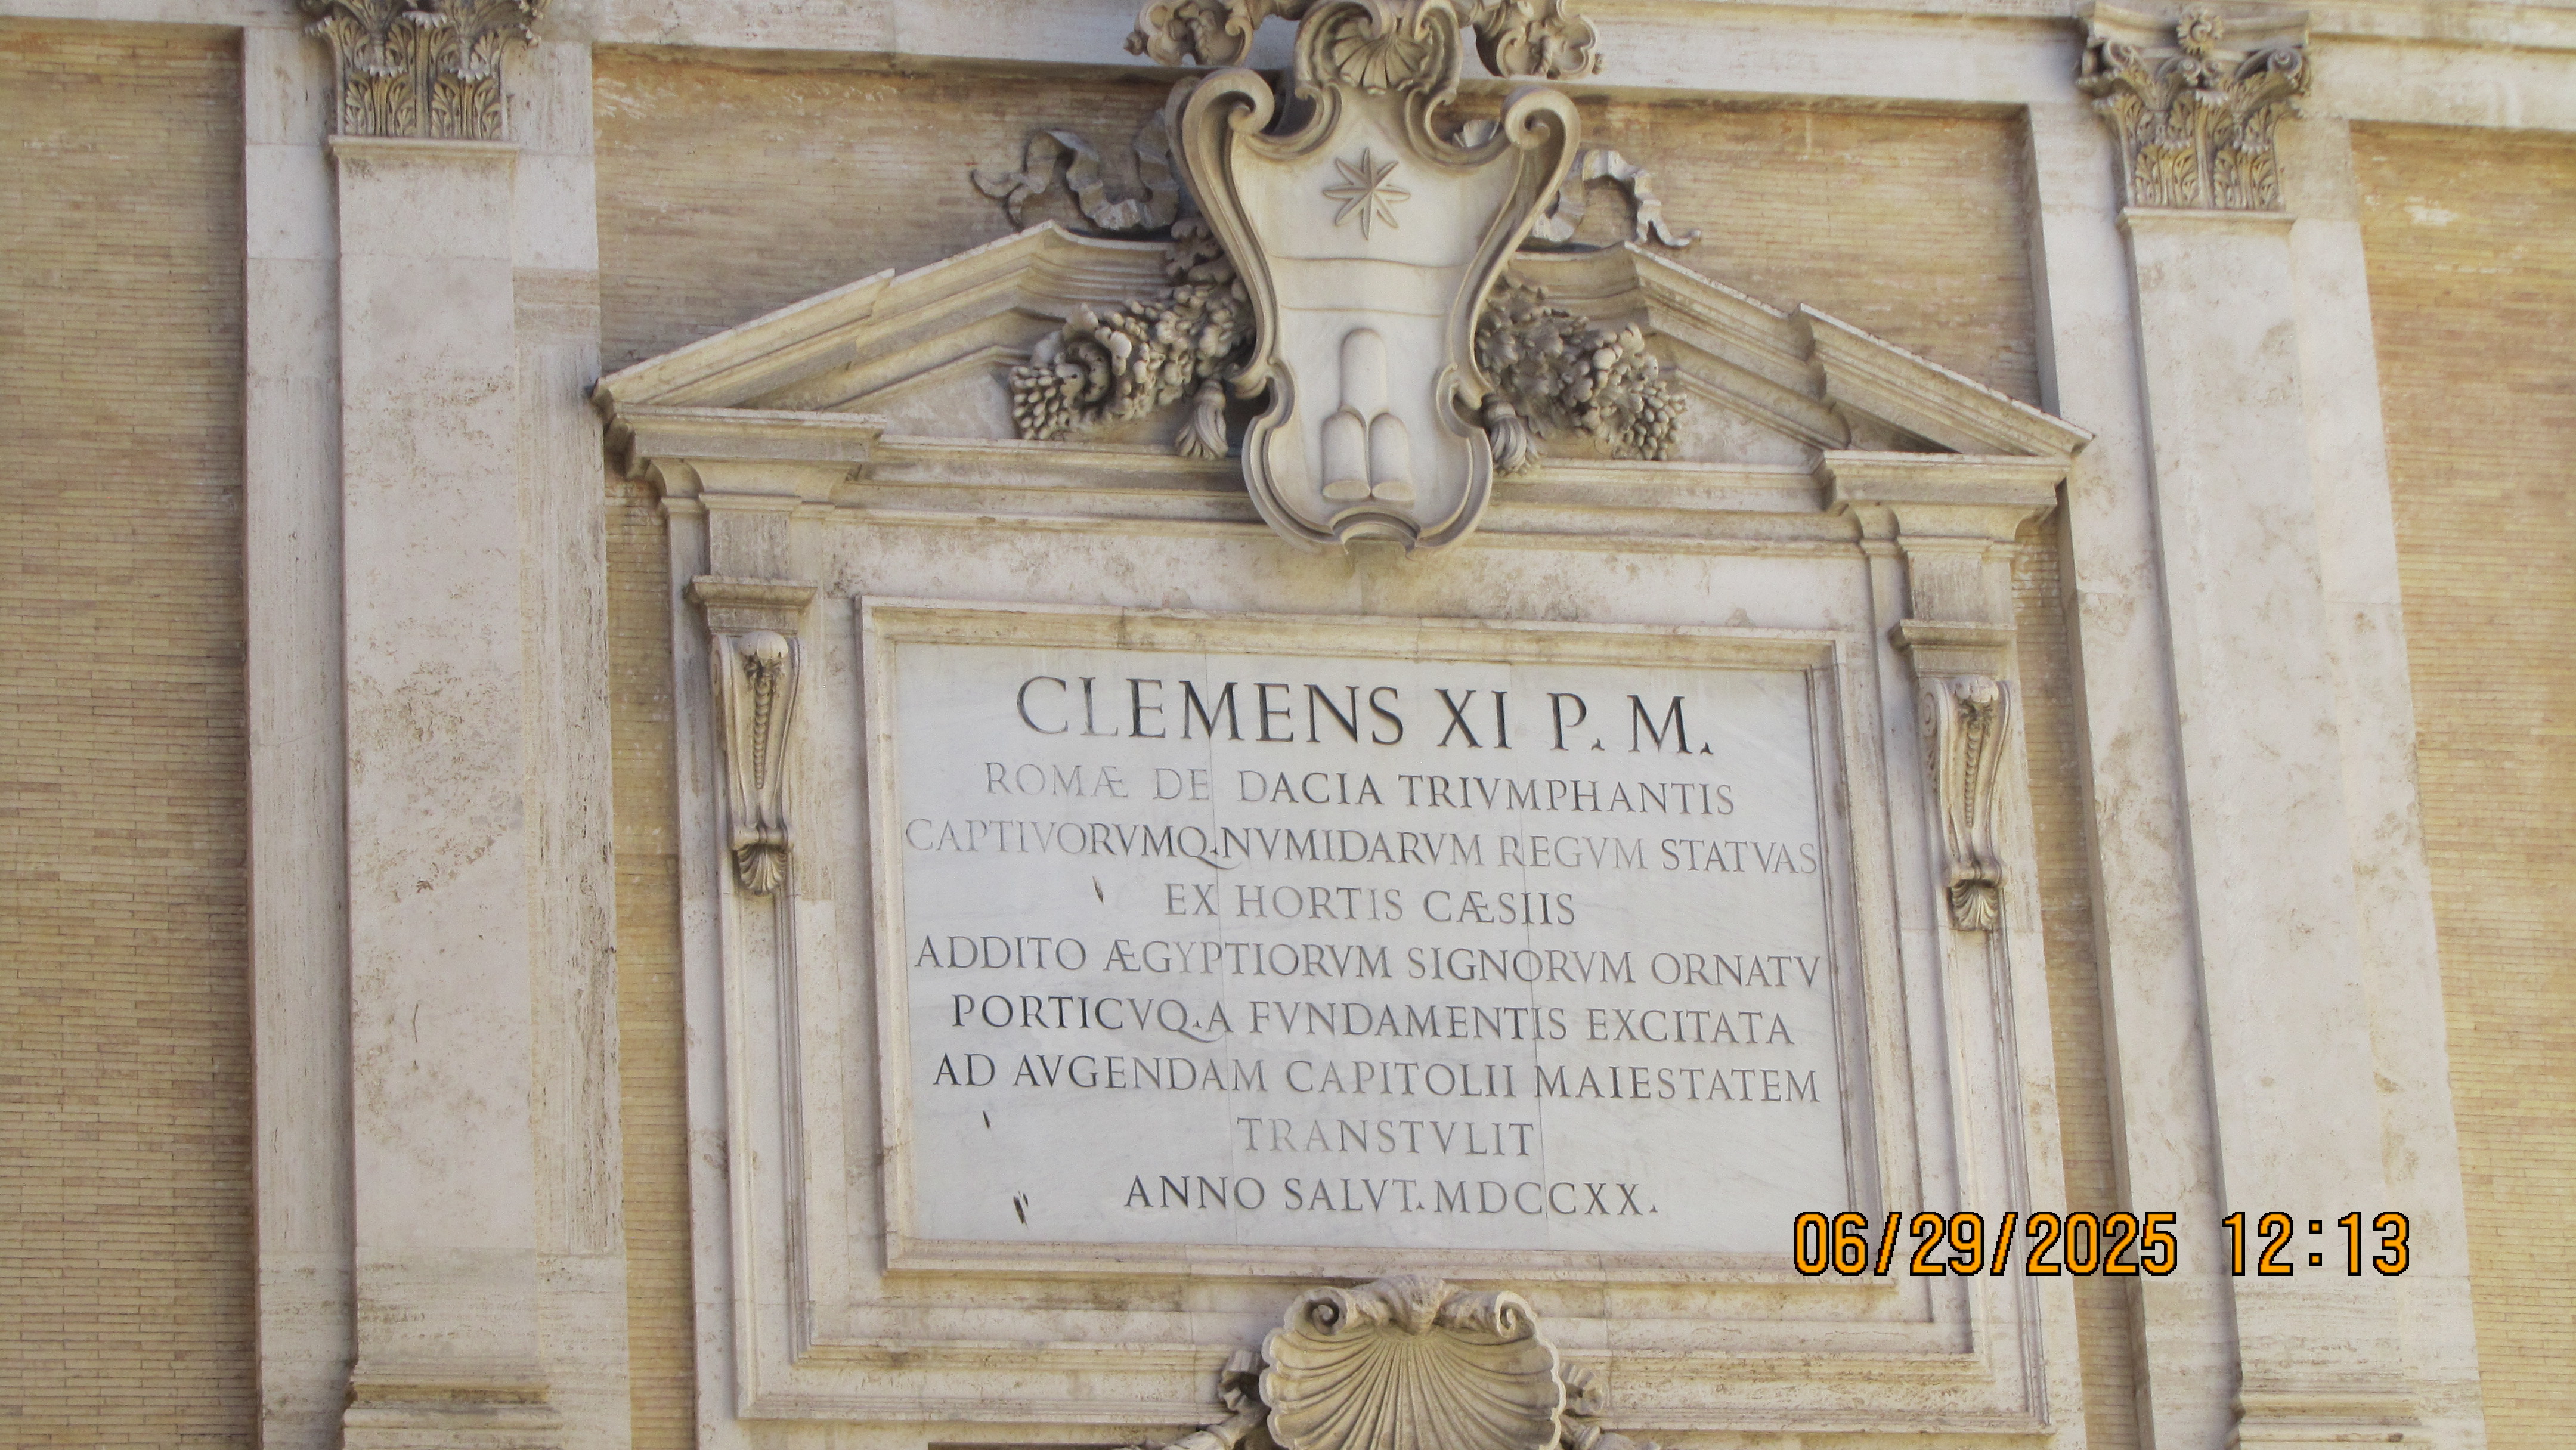 CLEMENS XI P. M.
ROMÆ DE DACIA TRIVMPHANTIS
CAPTIVORVMQ. NVMIDARVM REGVM STATVAS
EX HORTIS CÆSIIS
ADDITO ÆGYPTIORVM SIGNORVM ORNATV
PORTICVQ. A FVNDAMENTIS EXCITATA
AD AVGENDAM CAPITOLII MAIESTATEM
TRANSTVLIT
ANNO SALVT. MDCCXX.
06/29/2025 12:13